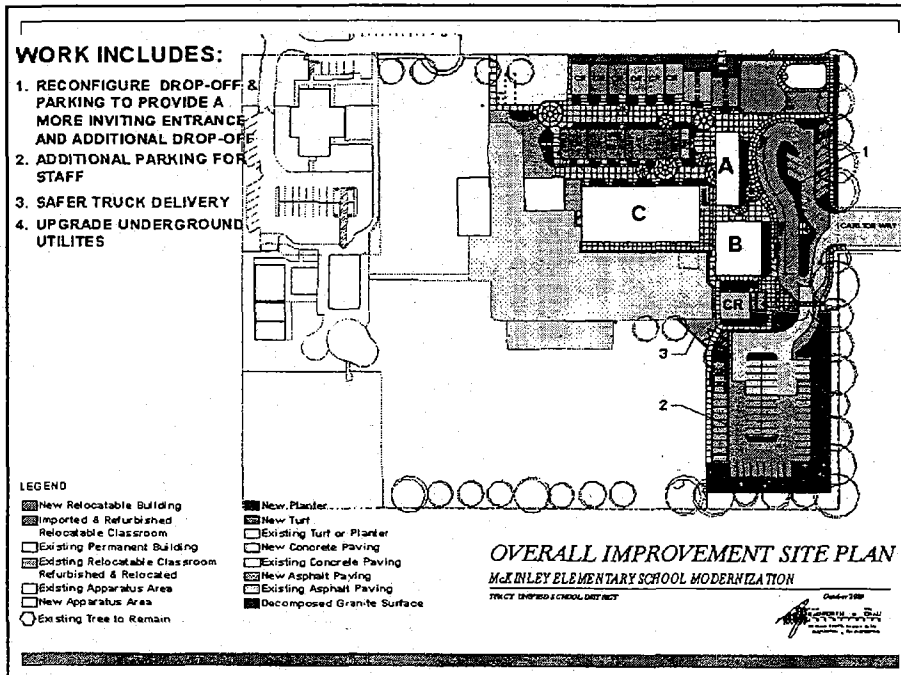 WORK INCLUDES:
1. RECONFIGURE DROP-OFF &
PARKING TO PROVIDE A
MORE INVITING ENTRANCE
AND ADDITIONAL DROP-OFF
2. ADDITIONAL PARKING FOR
STAFF
3. SAFER TRUCK DELIVERY
4. UPGRADE UNDERGROUND
UTILITES
A
B
C
CR
1
2
3
CARLTON WAY
LEGEND
New Relocatable Building
Imported & Refurbished
Relocatable Classroom
Existing Permanent Building
Existing Relocatable Classroom
Refurbished & Relocated
Existing Apparatus Area
New Apparatus Area
Existing Tree to Remain
New Planter
New Turf
Existing Turf or Planter
New Concrete Paving
Existing Concrete Paving
New Asphalt Paving
Existing Asphalt Paving
Decomposed Granite Surface
OVERALL IMPROVEMENT SITE PLAN
McKINLEY ELEMENTARY SCHOOL MODERNIZATION
TRACY UNIFIED SCHOOL DISTRICT